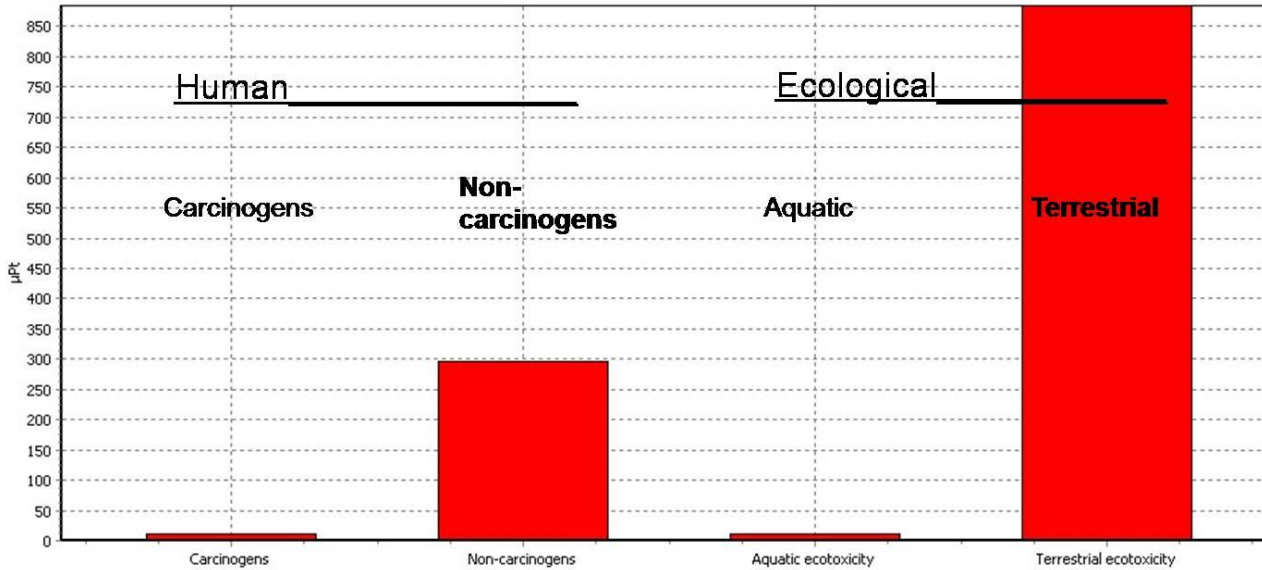 850
800
750
700
650
600
550
500
450
400
350
300
250
200
150
100
50
0
µPt
Human
Ecological
Carcinogens
Non-
carcinogens
Aquatic
Terrestrial
Carcinogens
Non-carcinogens
Aquatic ecotoxicity
Terrestrial ecotoxicity